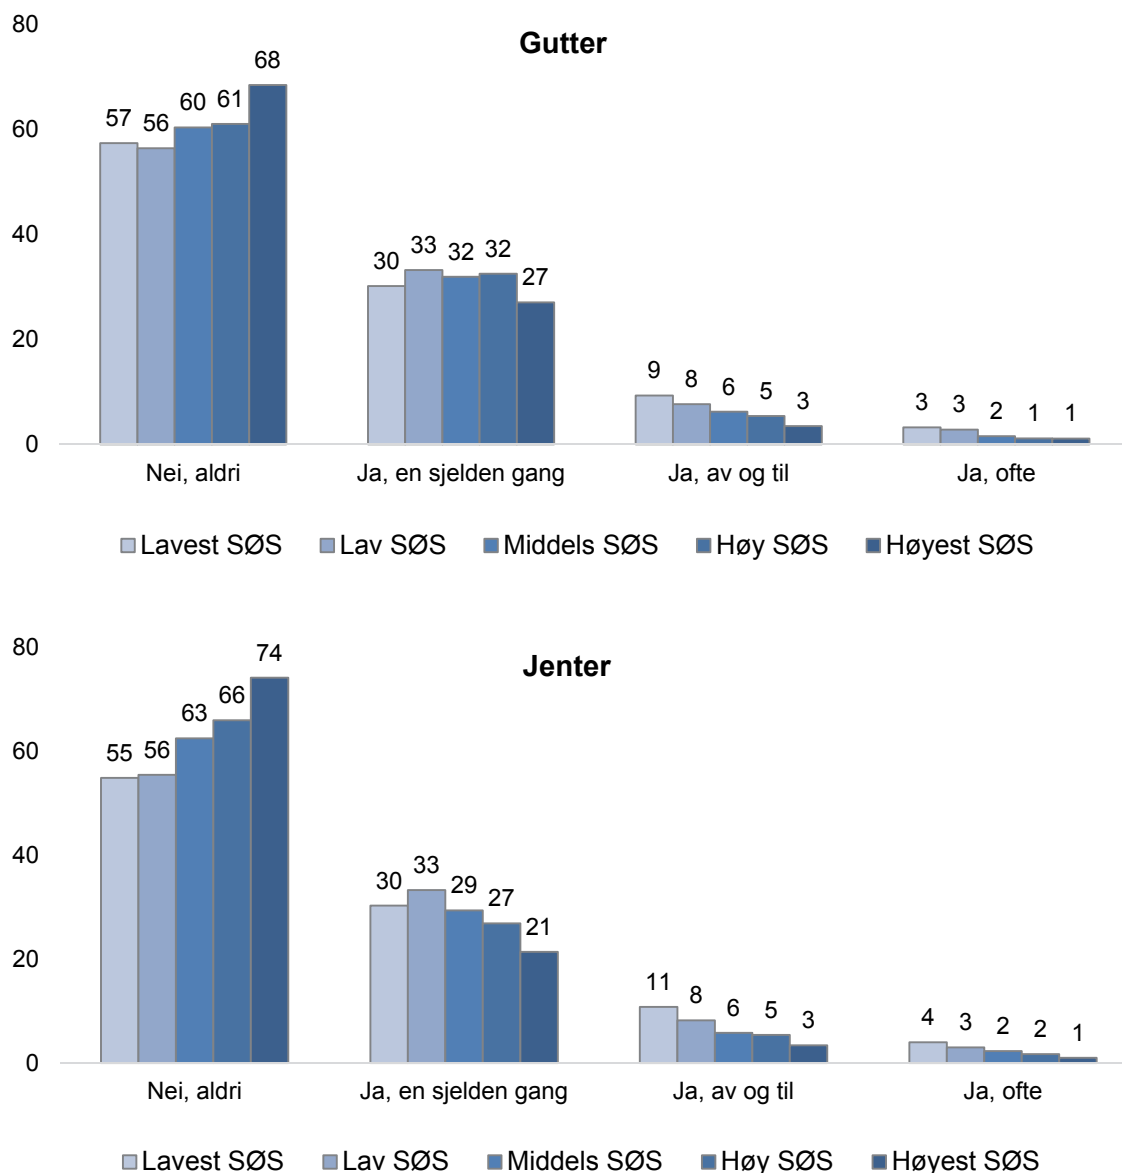 Gutter
80
60
40
20
0
57 56 60 61 68
30 33 32 32 27
9 8 6 5 3
3 3 2 1 1
Nei, aldri
Ja, en sjelden gang
Ja, av og til
Ja, ofte
Lavest SØS Lav SØS Middels SØS Høy SØS Høyest SØS
Jenter
80
60
40
20
0
55 56 63 66 74
30 33 29 27 21
11 8 6 5 3
4 3 2 2 1
Nei, aldri
Ja, en sjelden gang
Ja, av og til
Ja, ofte
Lavest SØS Lav SØS Middels SØS Høy SØS Høyest SØS